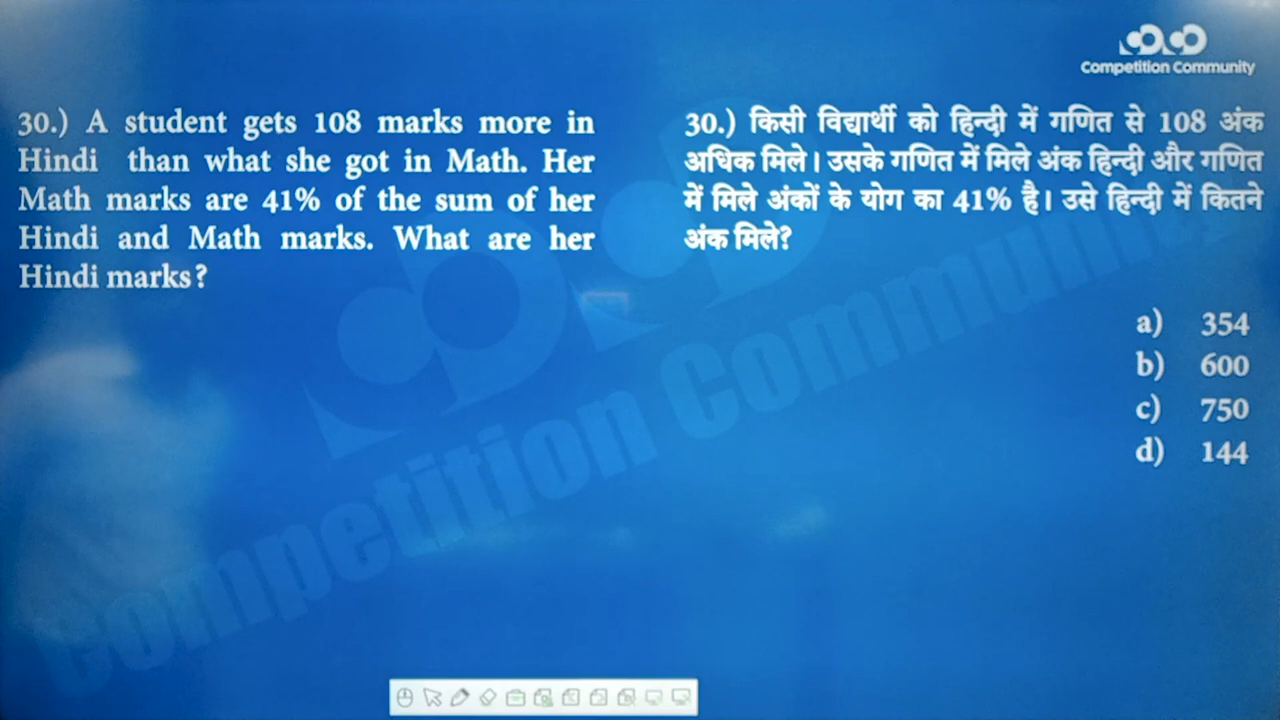 Competition Community
30.) A student gets 108 marks more in
Hindi than what she got in Math. Her
Math marks are 41% of the sum of her
Hindi and Math marks. What are her
Hindi marks?
30.) किसी विद्यार्थी को हिन्दी में गणित से 108 अंक
अधिक मिले। उसके गणित में मिले अंक हिन्दी और गणित
में मिले अंकों के योग का 41% है। उसे हिन्दी में कितने
अंक मिले?
a) 354
b) 600
c) 750
d) 144
Competition Community